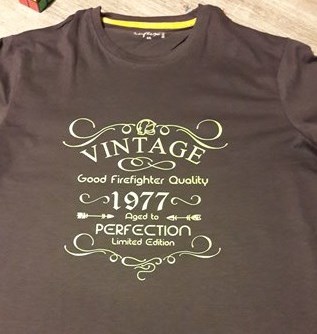 VINTAGE
Good Firefighter Quality
1977
Aged to
PERFECTION
Limited Edition